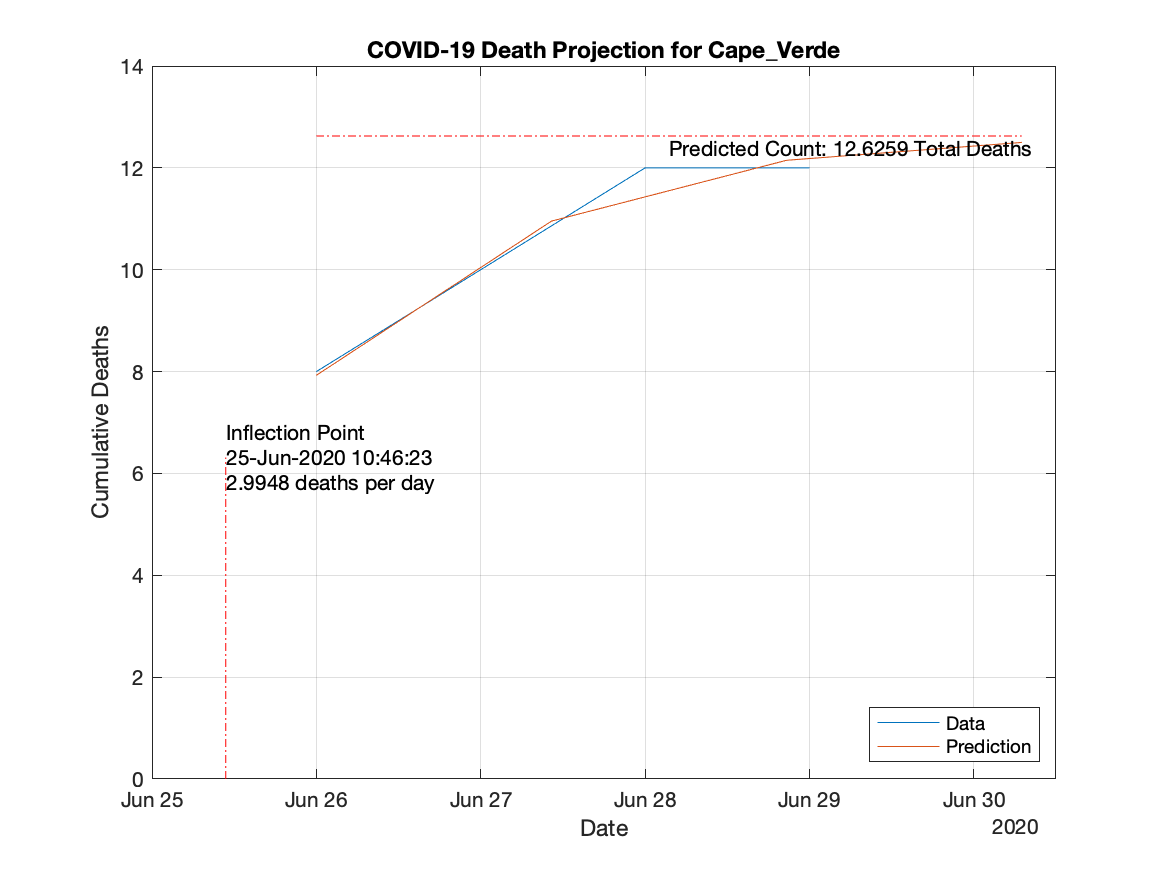 COVID-19 Death Projection for Cape_Verde
14
12
10
8
6
4
2
0
Cumulative Deaths
Predicted Count: 12.6259 Total Deaths
Inflection Point
25-Jun-2020 10:46:23
2.9948 deaths per day
Data
Prediction
Jun 25 Jun 26 Jun 27 Jun 28 Jun 29 Jun 30
Date
2020